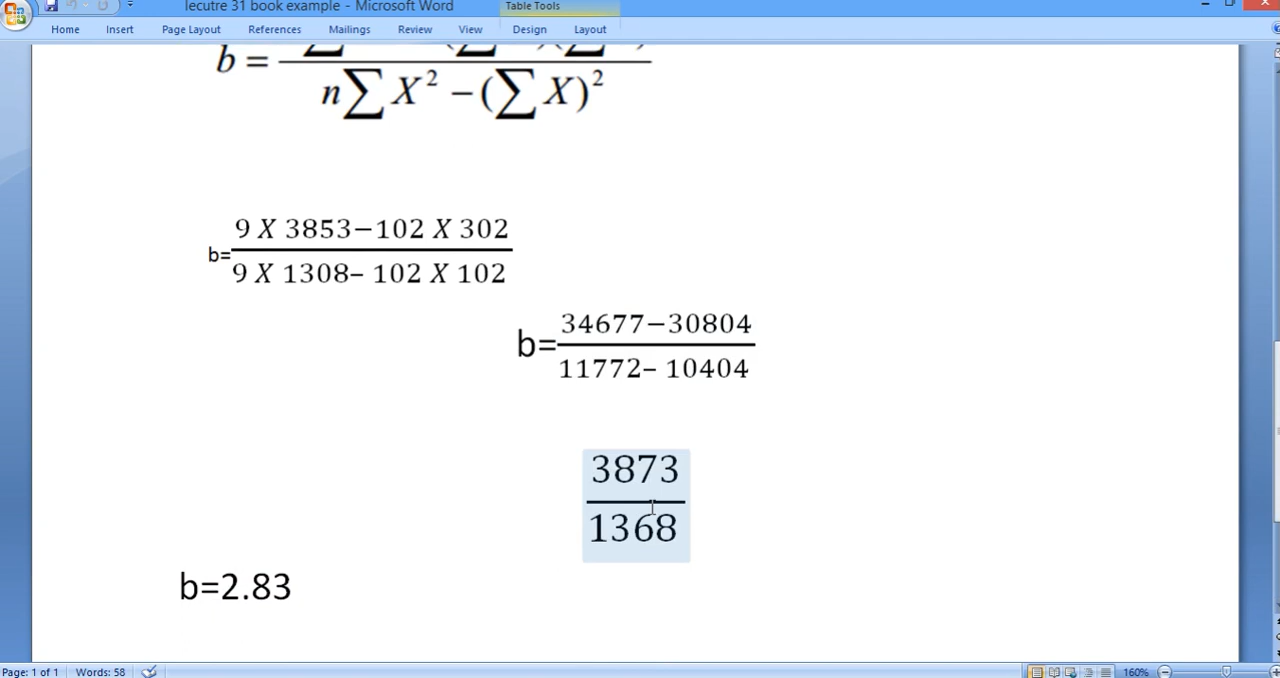 lecutre 31 book example - Microsoft Word
Table Tools
Home Insert Page Layout References Mailings Review View Design Layout
b =
n∑X² − (∑X)²
b= 9 X 3853−102 X 302
9 X 1308– 102 X 102
b= 34677−30804
11772– 10404
3873
1368
b=2.83
Page: 1 of 1 Words: 58 160%